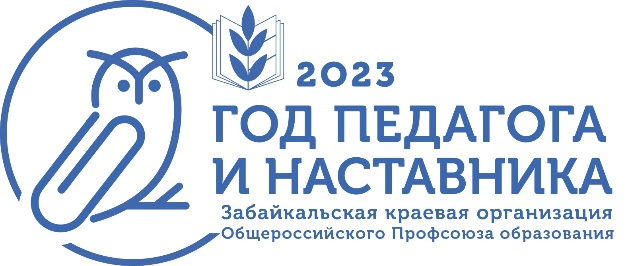 2023
ГОД ПЕДАГОГА
И НАСТАВНИКА
Забайкальская краевая организация
Общероссийского Профсоюза образования